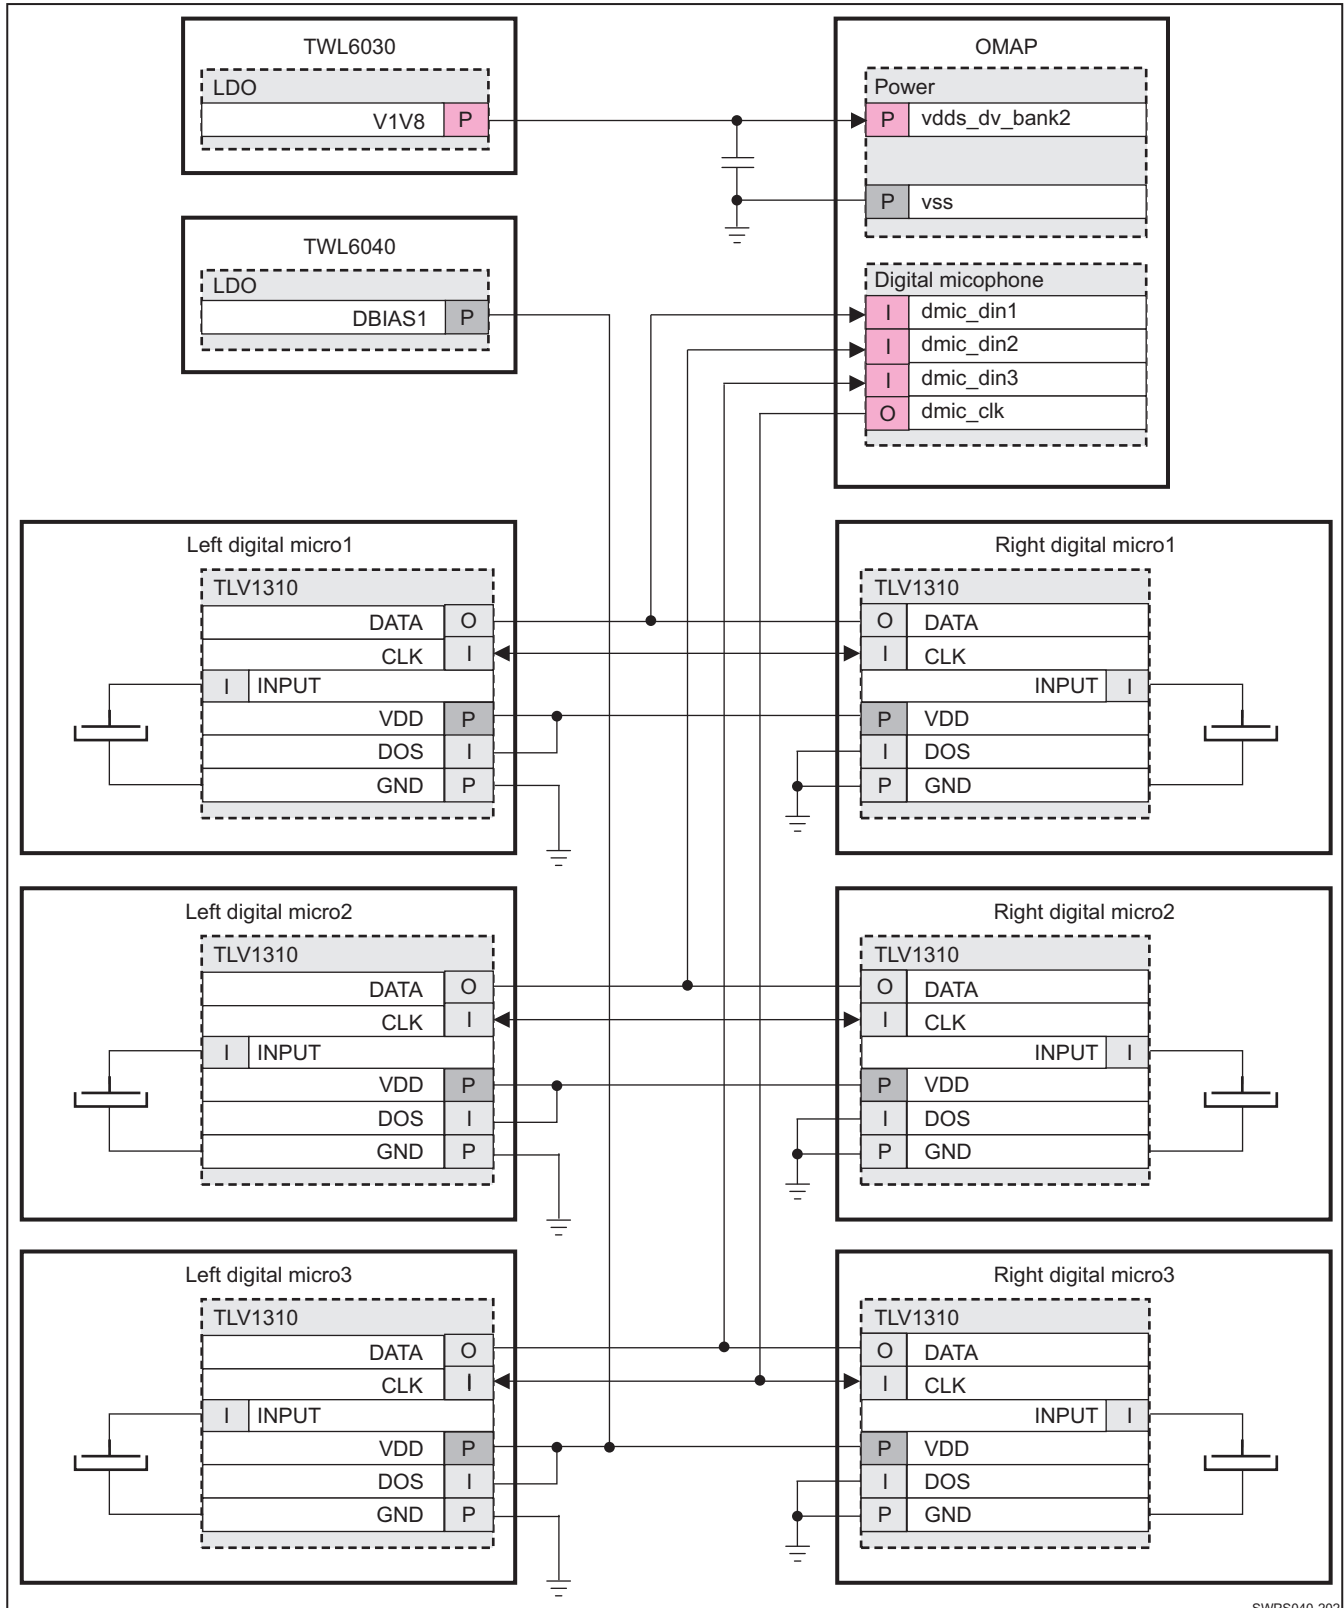 TWL6030
LDO
V1V8 P
OMAP
Power
P vdds_dv_bank2
P vss
TWL6040
LDO
DBIAS1 P
Digital micophone
I dmic_din1
I dmic_din2
I dmic_din3
O dmic_clk
Left digital micro1
TLV1310
DATA O
CLK I
I INPUT
VDD P
DOS I
GND P
Right digital micro1
TLV1310
O DATA
I CLK
INPUT I
P VDD
I DOS
P GND
Left digital micro2
TLV1310
DATA O
CLK I
I INPUT
VDD P
DOS I
GND P
Right digital micro2
TLV1310
O DATA
I CLK
INPUT I
P VDD
I DOS
P GND
Left digital micro3
TLV1310
DATA O
CLK I
I INPUT
VDD P
DOS I
GND P
Right digital micro3
TLV1310
O DATA
I CLK
INPUT I
P VDD
I DOS
P GND